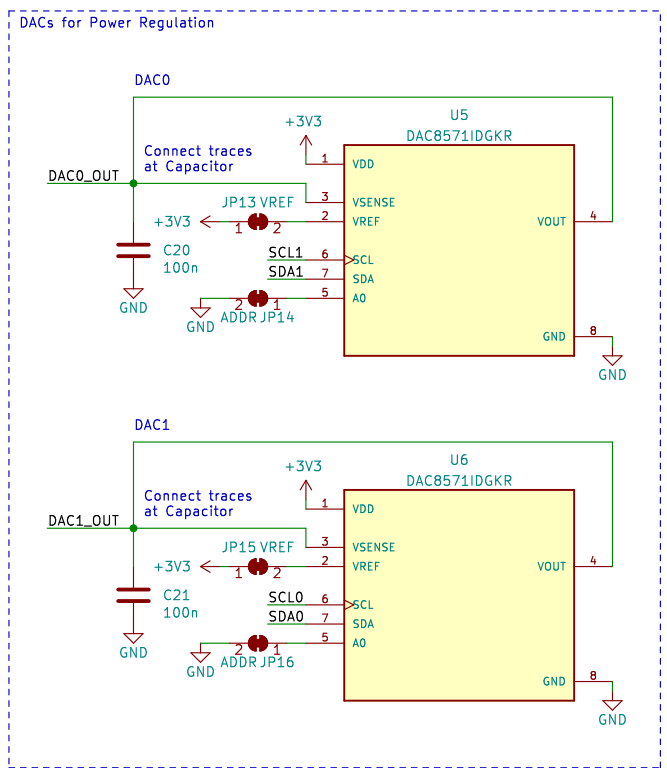 DACs for Power Regulation
DAC0
U5
DAC8571IDGKR
+3V3
Connect traces
at Capacitor
DAC0_OUT
1 VDD
3 VSENSE
JP13 VREF
+3V3
1 2
2 VREF
VOUT 4
C20
100n
GND
SCL1
6 SCL
SDA1
7 SDA
5 A0
2 1
ADDR JP14
GND
GND 8
GND
DAC1
U6
DAC8571IDGKR
+3V3
Connect traces
at Capacitor
DAC1_OUT
1 VDD
3 VSENSE
JP15 VREF
+3V3
1 2
2 VREF
VOUT 4
C21
100n
GND
SCL0
6 SCL
SDA0
7 SDA
5 A0
2 1
ADDR JP16
GND
GND 8
GND